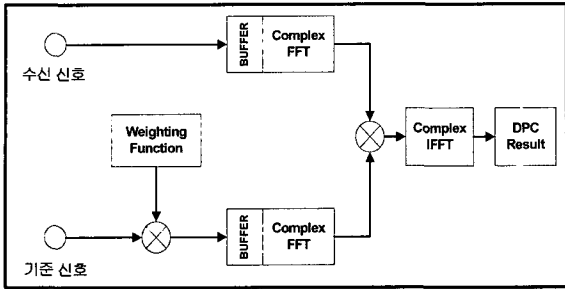 BUFFER
Complex
FFT
수신 신호
Weighting
Function
Complex
IFFT
DPC
Result
BUFFER
Complex
FFT
기준 신호